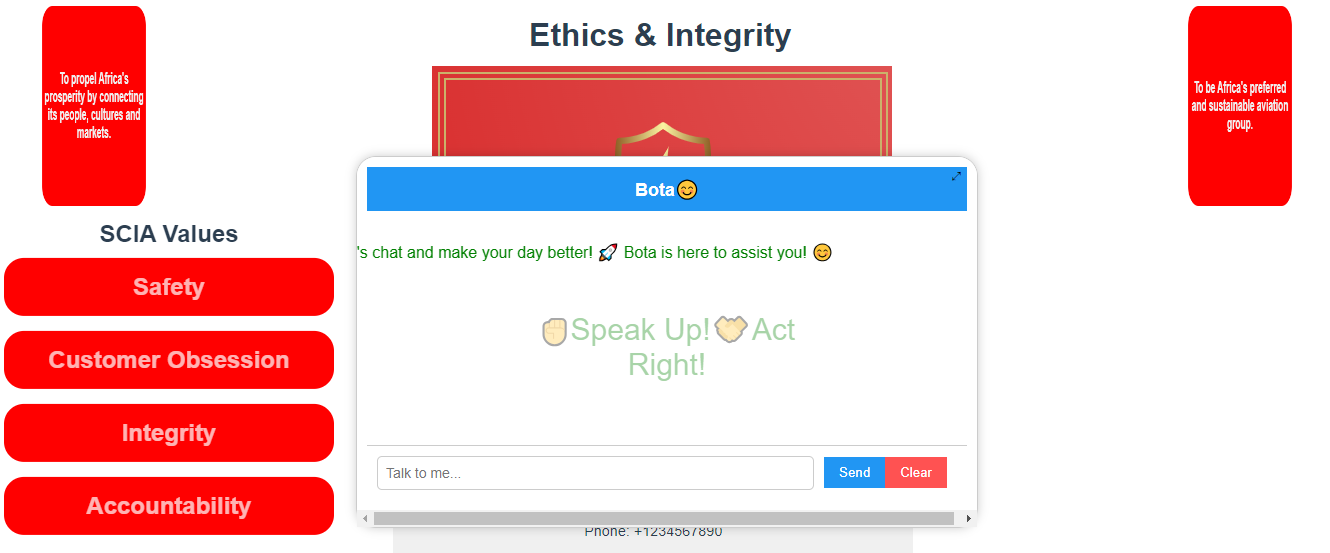 Ethics & Integrity
To propel Africa's
prosperity by connecting
its people, cultures and
markets.
To be Africa's preferred
and sustainable aviation
group.
SCIA Values
Safety
Customer Obsession
Integrity
Accountability
Bota😊
's chat and make your day better! 🚀 Bota is here to assist you! 😊
✊Speak Up!🤝Act
Right!
Talk to me...
Send
Clear
Phone: +1234567890